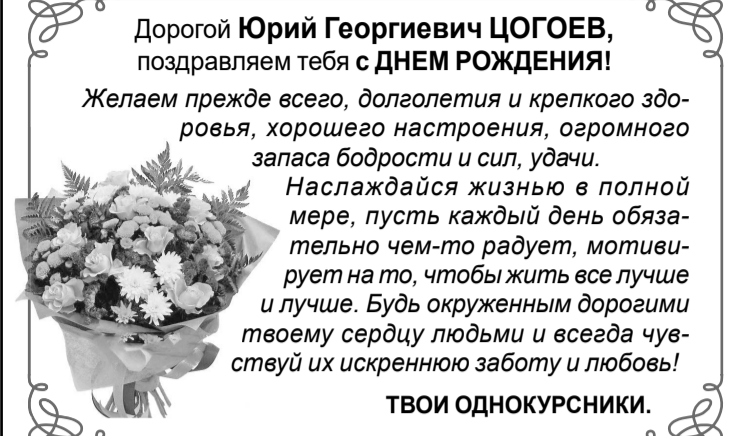 Дорогой Юрий Георгиевич ЦОГОЕВ,
поздравляем тебя с ДНЕМ РОЖДЕНИЯ!
Желаем прежде всего, долголетия и крепкого здо-
ровья, хорошего настроения, огромного
запаса бодрости и сил, удачи.
Наслаждайся жизнью в полной
мере, пусть каждый день обяза-
тельно чем-то радует, мотиви-
рует на то, чтобы жить все лучше
и лучше. Будь окруженным дорогими
твоему сердцу людьми и всегда чув-
ствуй их искреннюю заботу и любовь!
ТВОИ ОДНОКУРСНИКИ.